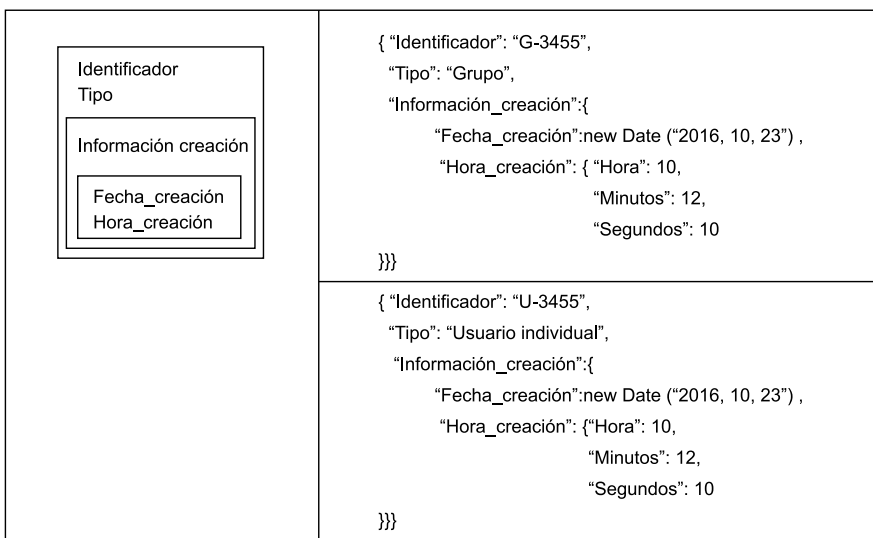 Identificador
Tipo
Información creación
Fecha_creación
Hora_creación
{ “Identificador”: “G-3455”,
“Tipo”: “Grupo”,
“Información_creación”:{
“Fecha_creación”:new Date (“2016, 10, 23”) ,
“Hora_creación”: { “Hora”: 10,
“Minutos”: 12,
“Segundos”: 10
}}}
{ “Identificador”: “U-3455”,
“Tipo”: “Usuario individual”,
“Información_creación”:{
“Fecha_creación”:new Date (“2016, 10, 23”) ,
“Hora_creación”: {“Hora”: 10,
“Minutos”: 12,
“Segundos”: 10
}}}